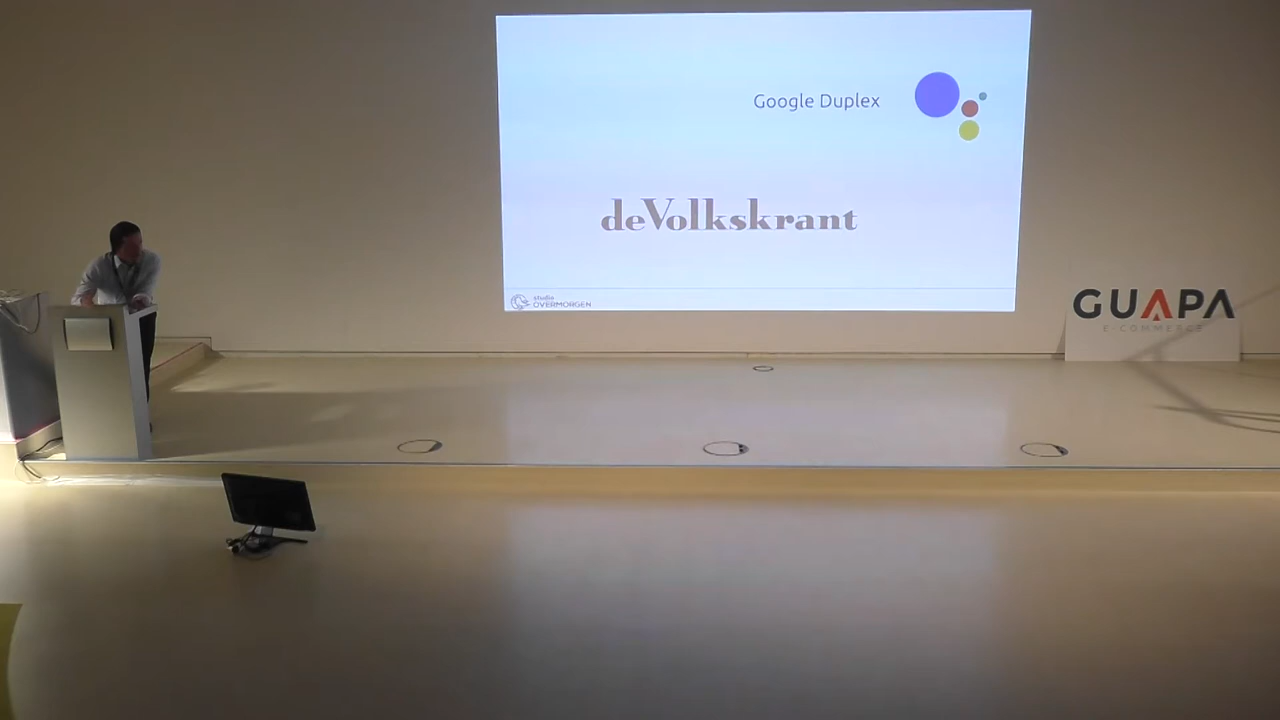 Google Duplex
deVolkskrant
studio
OVERMORGEN
GUAPA
E-COMMERCE